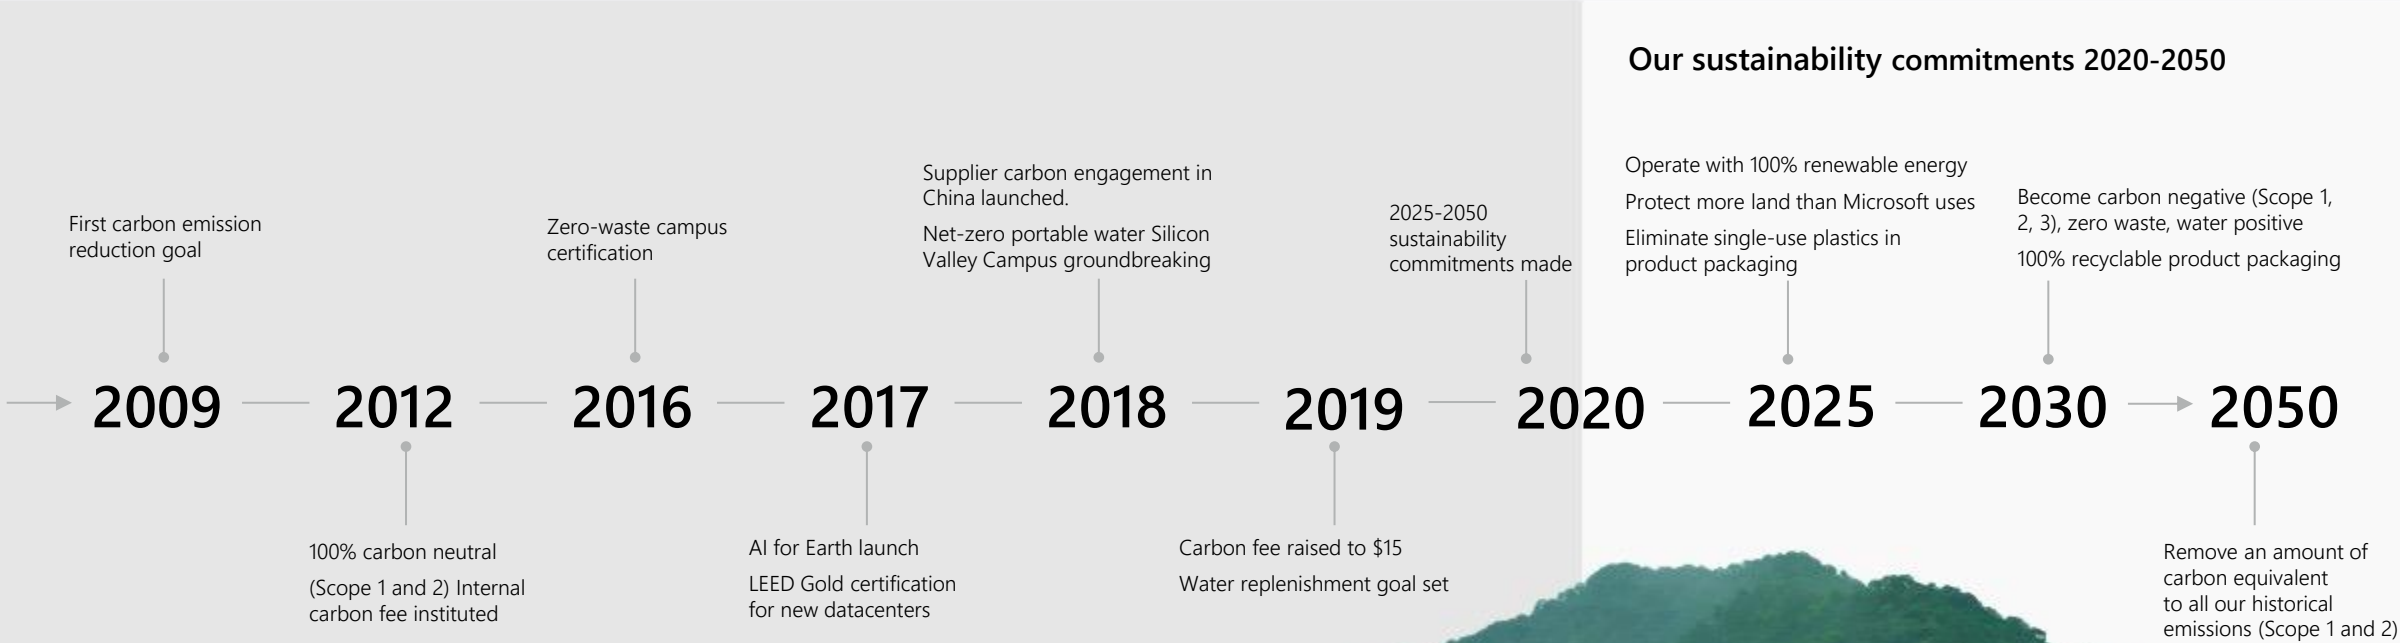 Our sustainability commitments 2020-2050
First carbon emission
reduction goal
Zero-waste campus
certification
Supplier carbon engagement in
China launched.
Net-zero portable water Silicon
Valley Campus groundbreaking
2025-2050
sustainability
commitments made
Operate with 100% renewable energy
Protect more land than Microsoft uses
Eliminate single-use plastics in
product packaging
Become carbon negative (Scope 1,
2, 3), zero waste, water positive
100% recyclable product packaging
2009
2012
2016
2017
2018
2019
2020
2025
2030
2050
100% carbon neutral
(Scope 1 and 2) Internal
carbon fee instituted
AI for Earth launch
LEED Gold certification
for new datacenters
Carbon fee raised to $15
Water replenishment goal set
Remove an amount of
carbon equivalent
to all our historical
emissions (Scope 1 and 2)